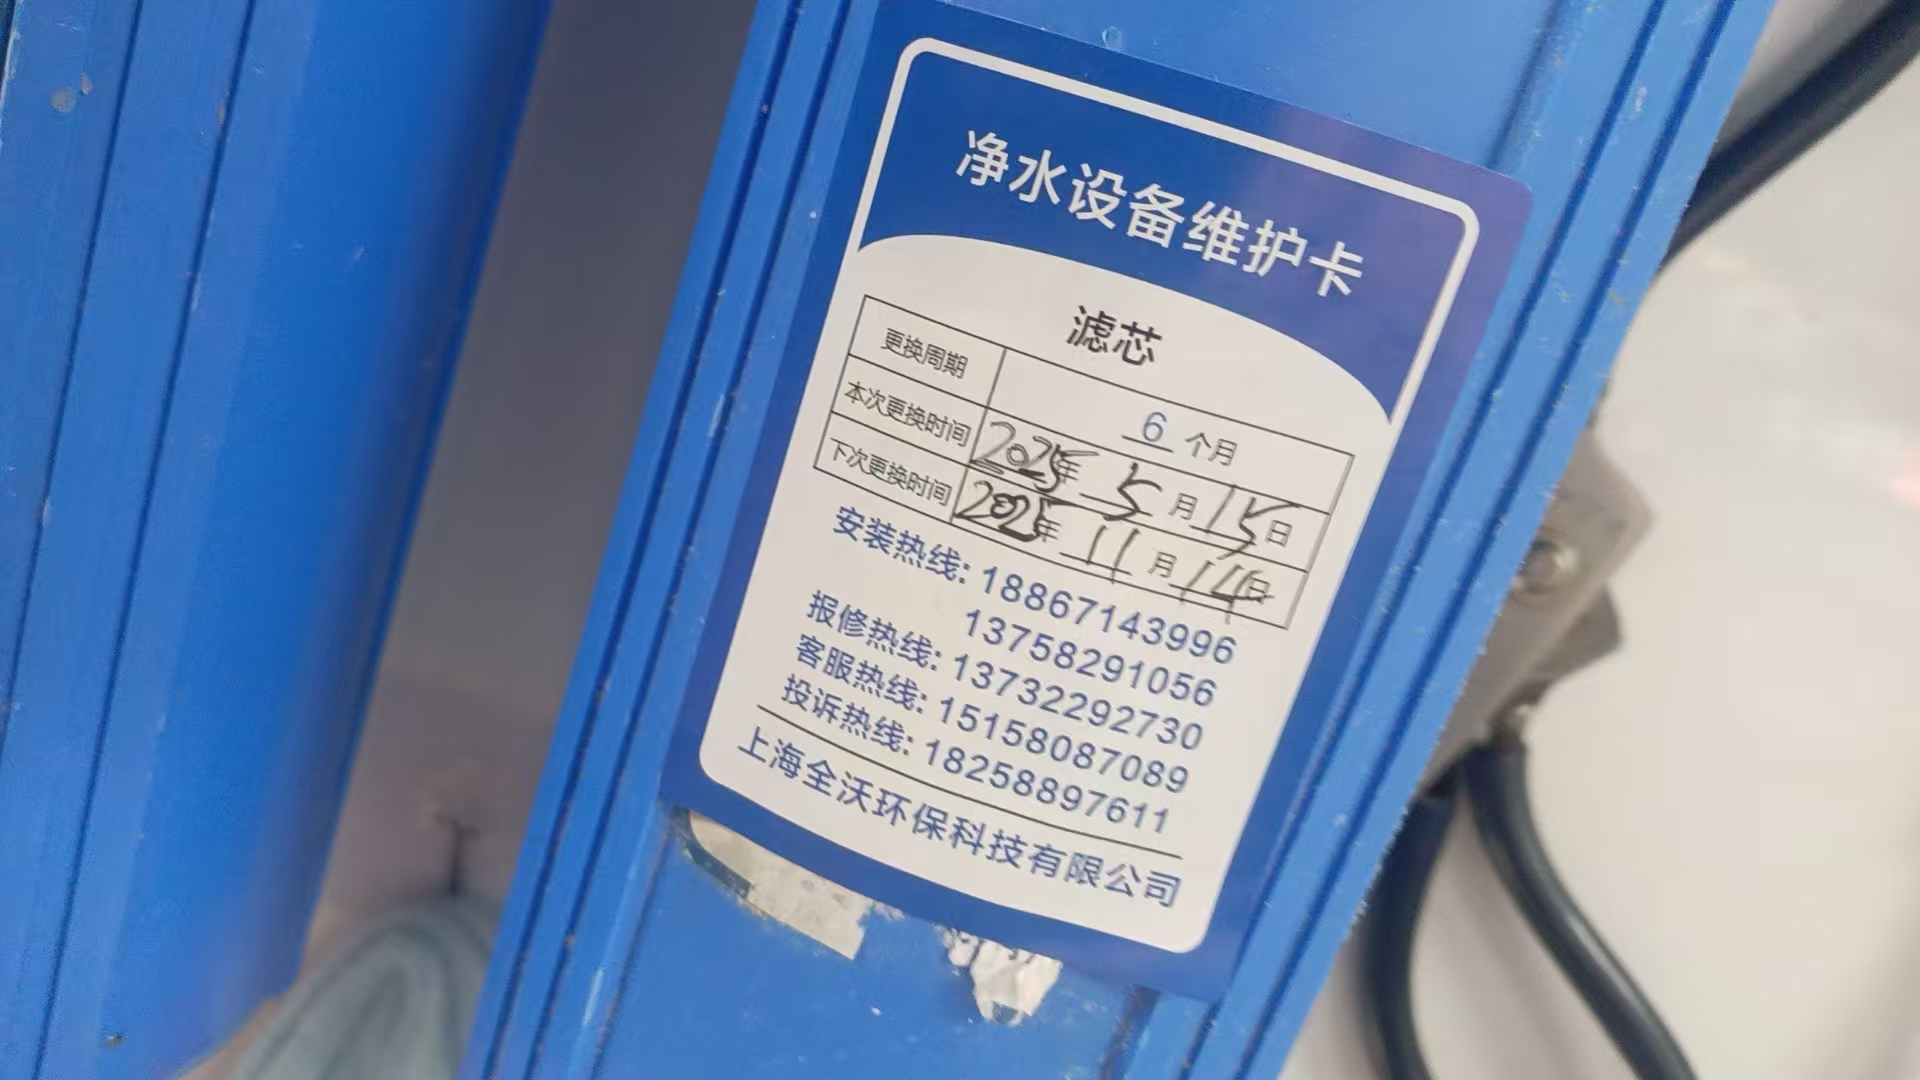 净水设备维护卡
滤芯
更换周期 6 个月
本次更换时间 2025年 5 月 15 日
下次更换时间 2025年 11 月 14 日
安装热线: 18867143996
13758291056
报修热线: 13732292730
客服热线: 15158087089
投诉热线: 18258897611
上海全沃环保科技有限公司